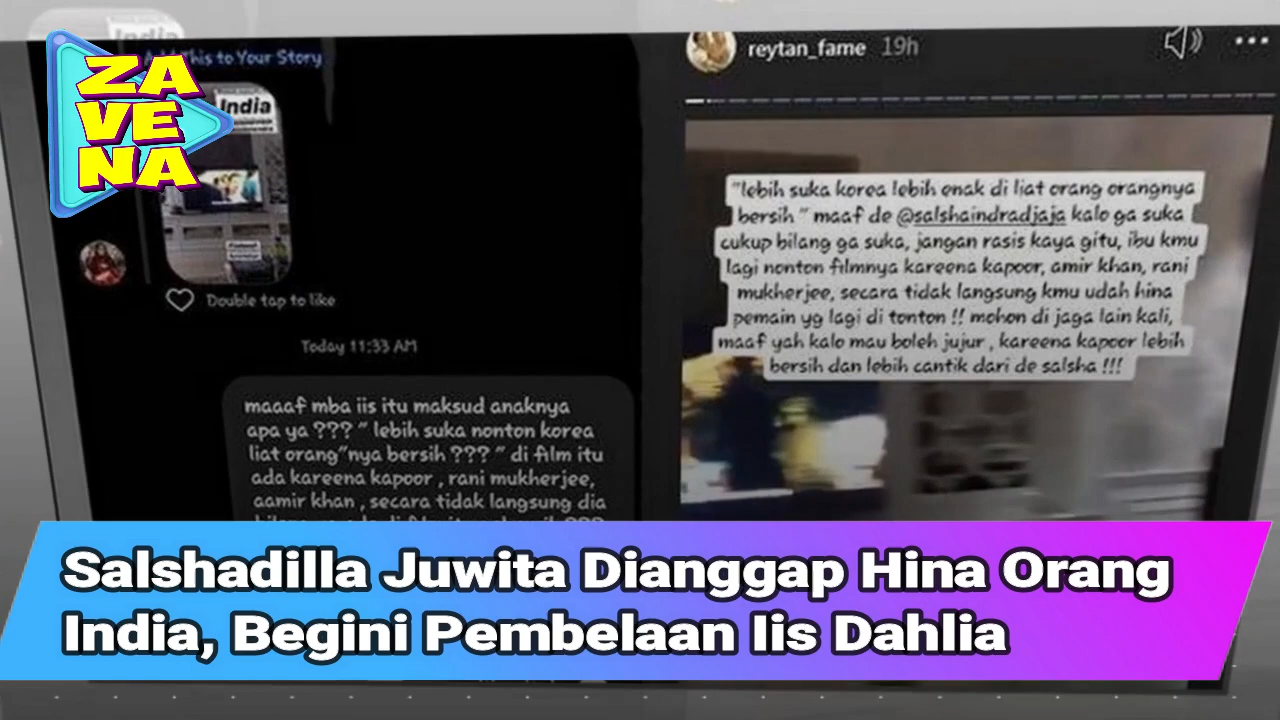 ZA
VE
NA
India
Add This to Your Story
India
Double tap to like
Today 11:33 AM
maaaf mba iis itu maksud anaknya
apa ya ??? " lebih suka nonton korea
liat orang"nya bersih ??? " di film itu
ada kareena kapoor , rani mukherjee,
aamir khan , secara tidak langsung dia
reytan_fame 19h
"lebih suka korea lebih enak di liat orang orangnya
bersih " maaf de @salshaindradjaja kalo ga suka
cukup bilang ga suka, jangan rasis kaya gitu, ibu kmu
lagi nonton filmnya kareena kapoor, amir khan, rani
mukherjee, secara tidak langsung kmu udah hina
pemain yg lagi di tonton !! mohon di jaga lain kali,
maaf yah kalo mau boleh jujur , kareena kapoor lebih
bersih dan lebih cantik dari de salsha !!!
Salshadilla Juwita Dianggap Hina Orang
India, Begini Pembelaan Iis Dahlia